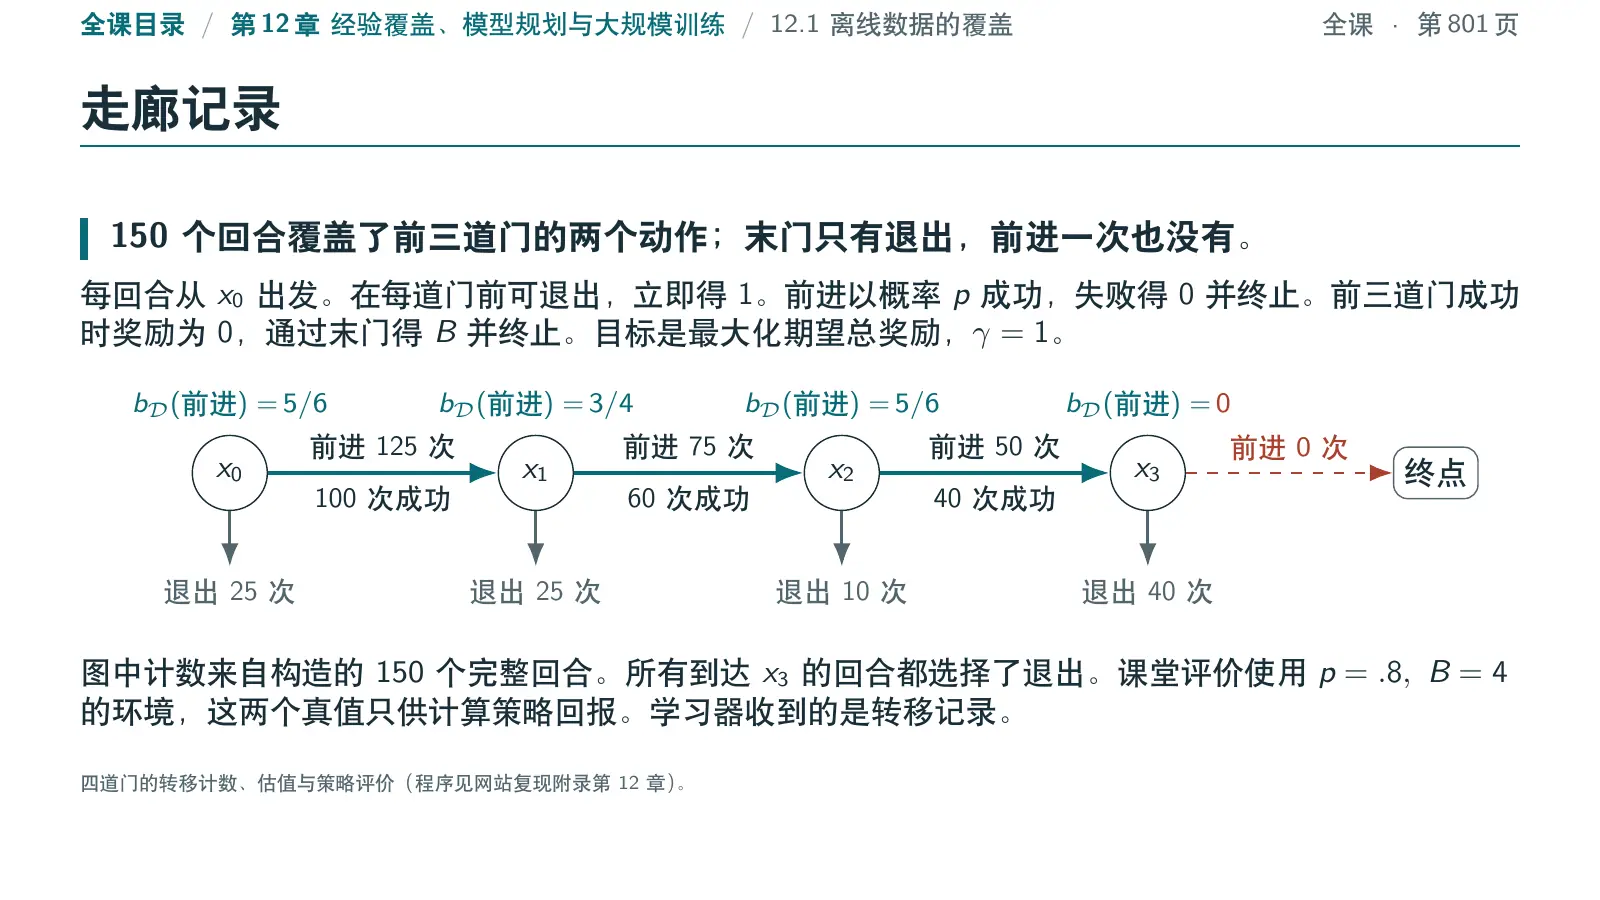 全课目录 / 第 12 章 经验覆盖、模型规划与大规模训练 / 12.1 离线数据的覆盖 全课 · 第 801 页
走廊记录
150 个回合覆盖了前三道门的两个动作；末门只有退出，前进一次也没有。
每回合从 x₀ 出发。在每道门前可退出，立即得 1。前进以概率 p 成功，失败得 0 并终止。前三道门成功
时奖励为 0，通过末门得 B 并终止。目标是最大化期望总奖励，γ = 1。
b𝒟(前进) = 5/6 b𝒟(前进) = 3/4 b𝒟(前进) = 5/6 b𝒟(前进) = 0
前进 125 次 前进 75 次 前进 50 次 前进 0 次
x₀ x₁ x₂ x₃ 终点
100 次成功 60 次成功 40 次成功
退出 25 次 退出 25 次 退出 10 次 退出 40 次
图中计数来自构造的 150 个完整回合。所有到达 x₃ 的回合都选择了退出。课堂评价使用 p = .8, B = 4
的环境，这两个真值只供计算策略回报。学习器收到的是转移记录。
四道门的转移计数、估值与策略评价（程序见网站复现附录第 12 章）。